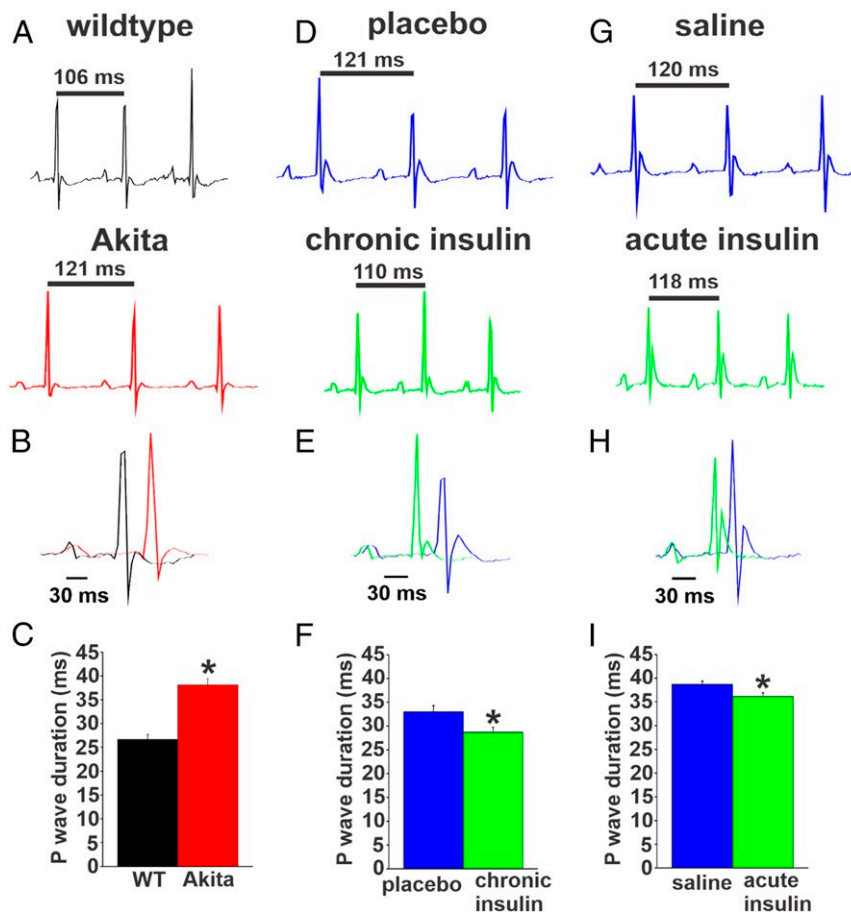 A
wildtype
106 ms
D
placebo
121 ms
G
saline
120 ms
Akita
121 ms
chronic insulin
110 ms
acute insulin
118 ms
B
30 ms
E
30 ms
H
30 ms
C
P wave duration (ms)
45
40
35
30
25
20
15
10
5
0
*
WT Akita
F
P wave duration (ms)
45
40
35
30
25
20
15
10
5
0
*
placebo chronic
insulin
I
P wave duration (ms)
45
40
35
30
25
20
15
10
5
0
*
saline acute
insulin